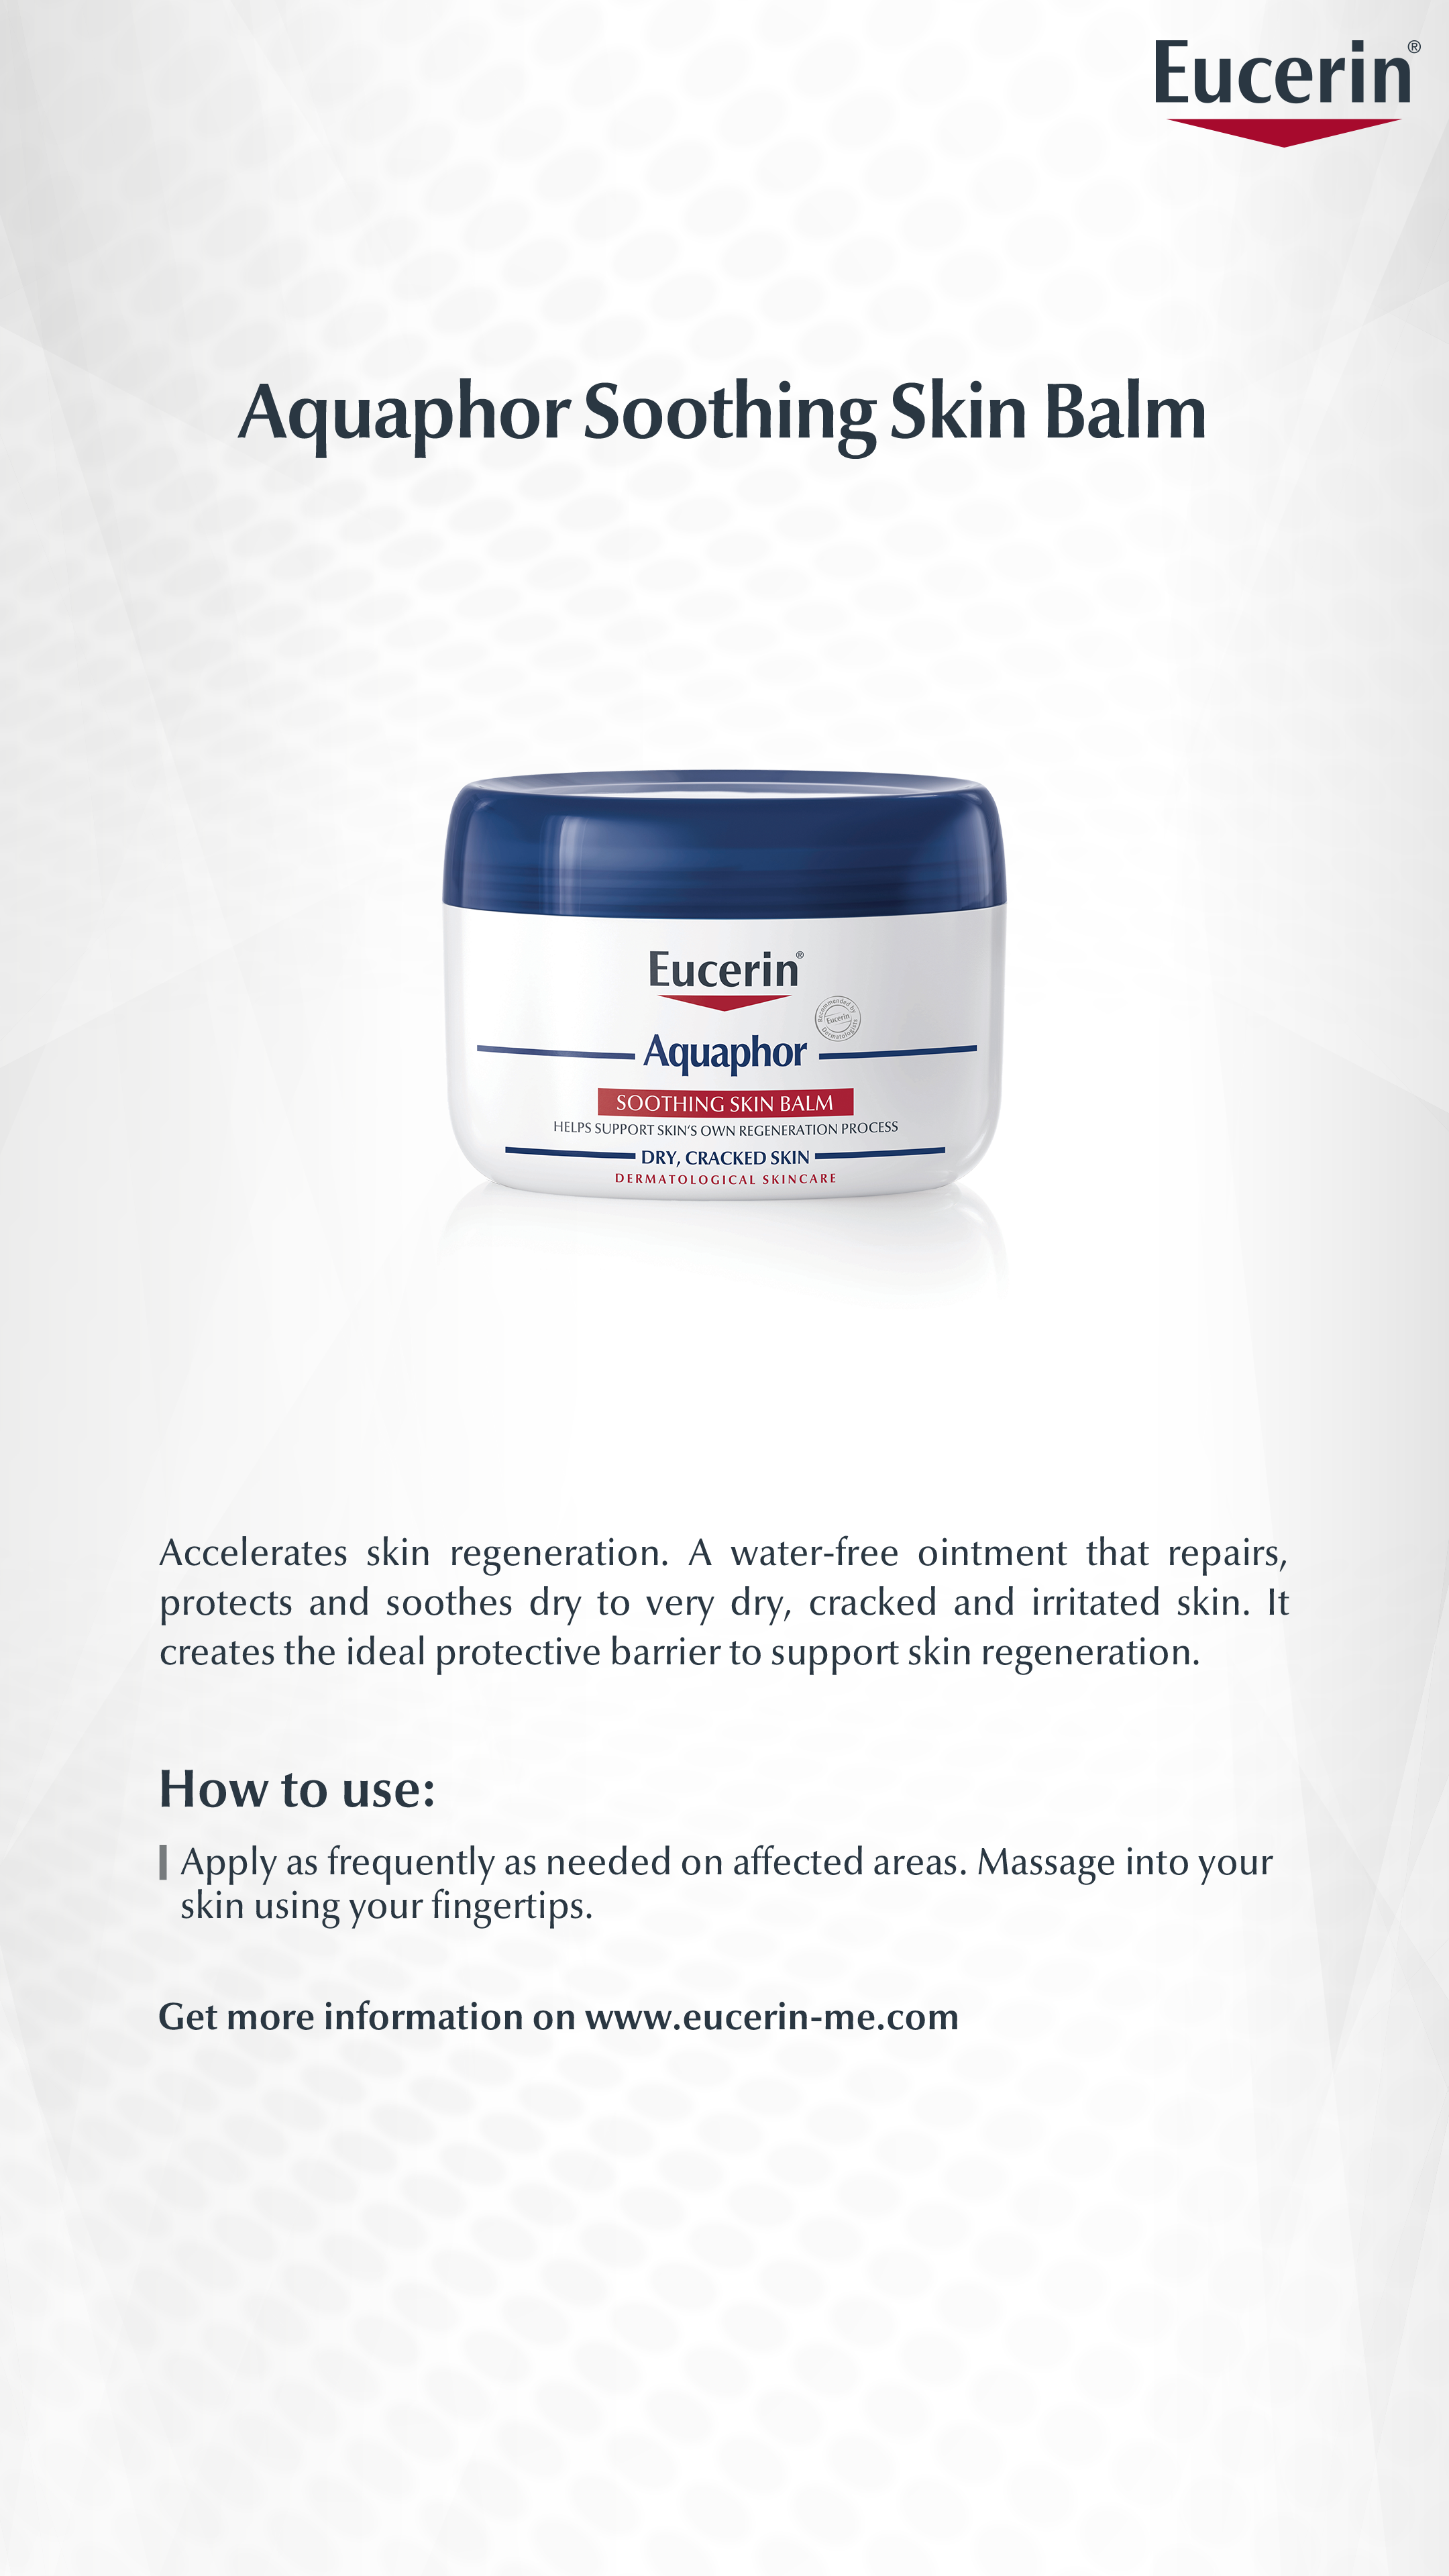 Eucerin®
Aquaphor Soothing Skin Balm
Eucerin®
Recommended by
Eucerin
Dermatologists
Aquaphor
SOOTHING SKIN BALM
HELPS SUPPORT SKIN'S OWN REGENERATION PROCESS
DRY, CRACKED SKIN
DERMATOLOGICAL SKINCARE
Accelerates skin regeneration. A water-free ointment that repairs,
protects and soothes dry to very dry, cracked and irritated skin. It
creates the ideal protective barrier to support skin regeneration.
How to use:
Apply as frequently as needed on affected areas. Massage into your
skin using your fingertips.
Get more information on www.eucerin-me.com